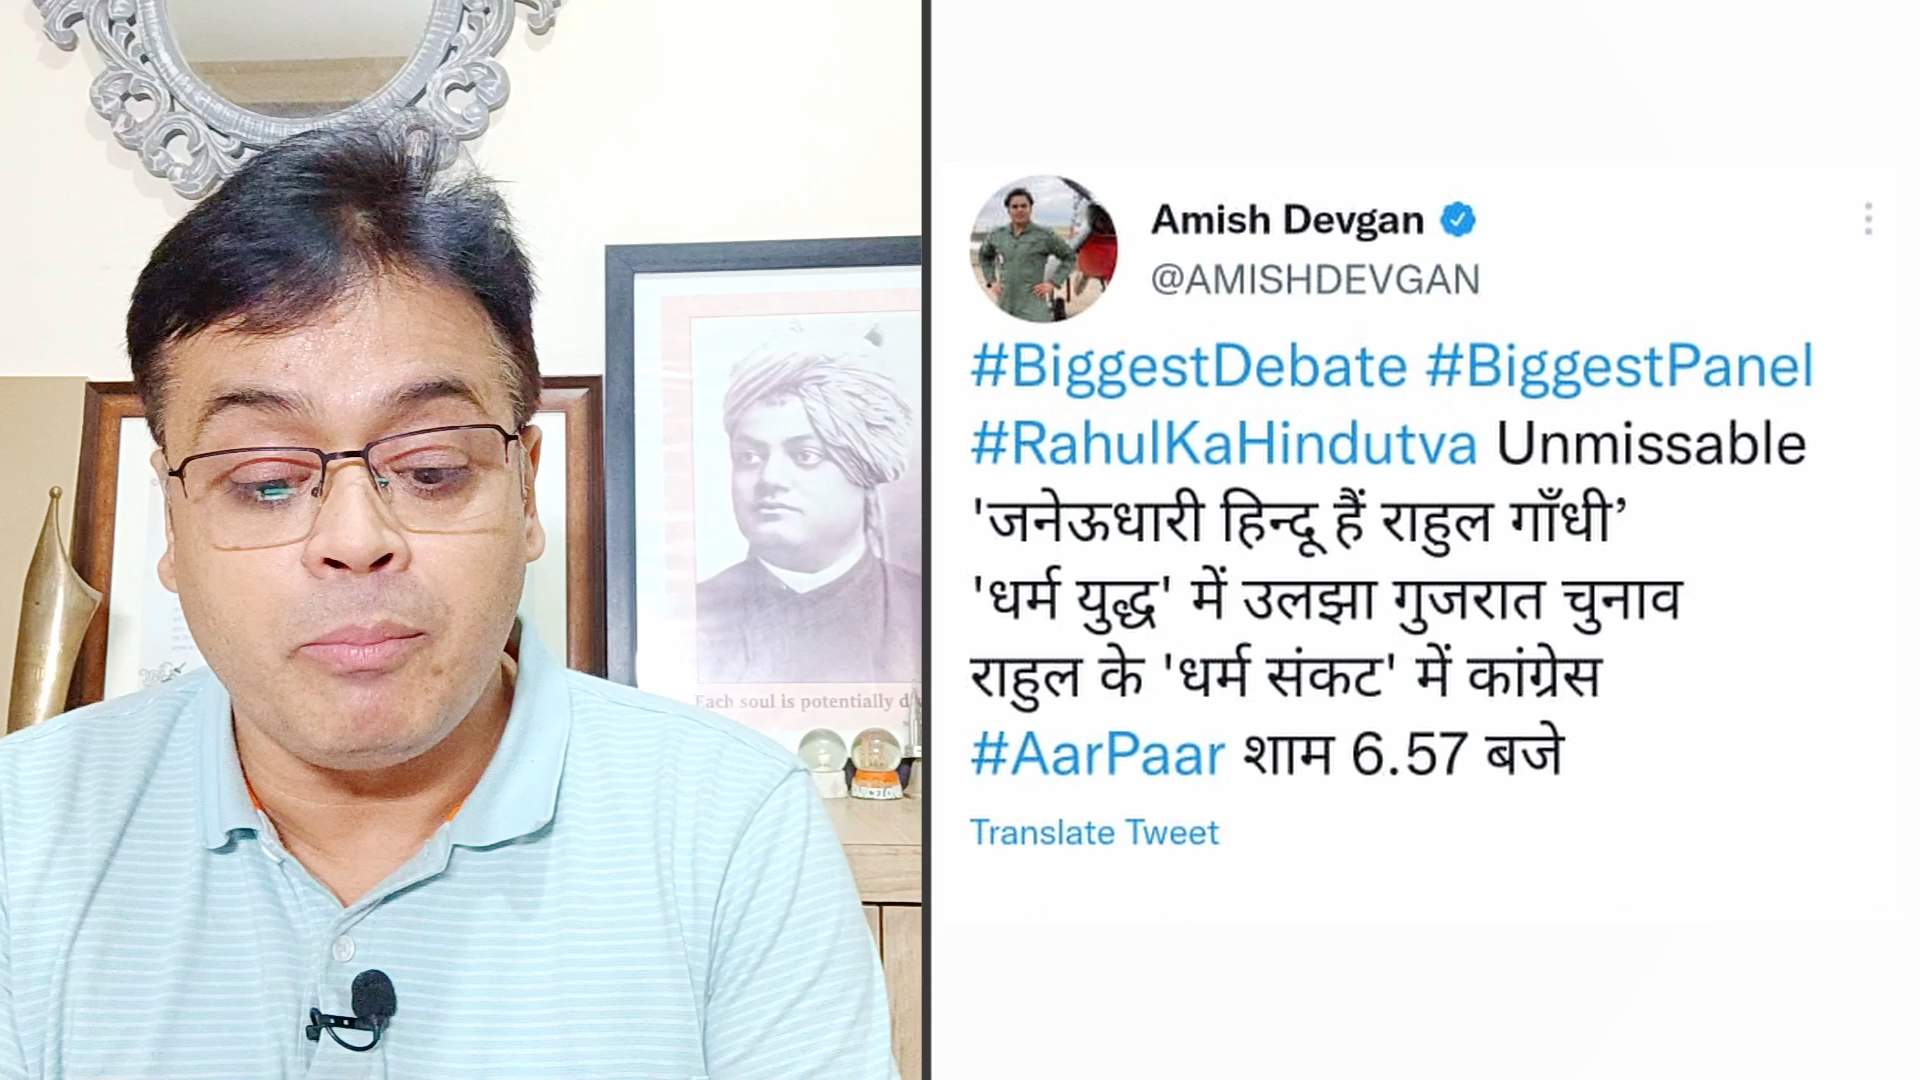 Each soul is potentially d
Amish Devgan
@AMISHDEVGAN
#BiggestDebate #BiggestPanel
#RahulKaHindutva Unmissable
'जनेऊधारी हिन्दू हैं राहुल गाँधी’
'धर्म युद्ध' में उलझा गुजरात चुनाव
राहुल के 'धर्म संकट' में कांग्रेस
#AarPaar शाम 6.57 बजे
Translate Tweet